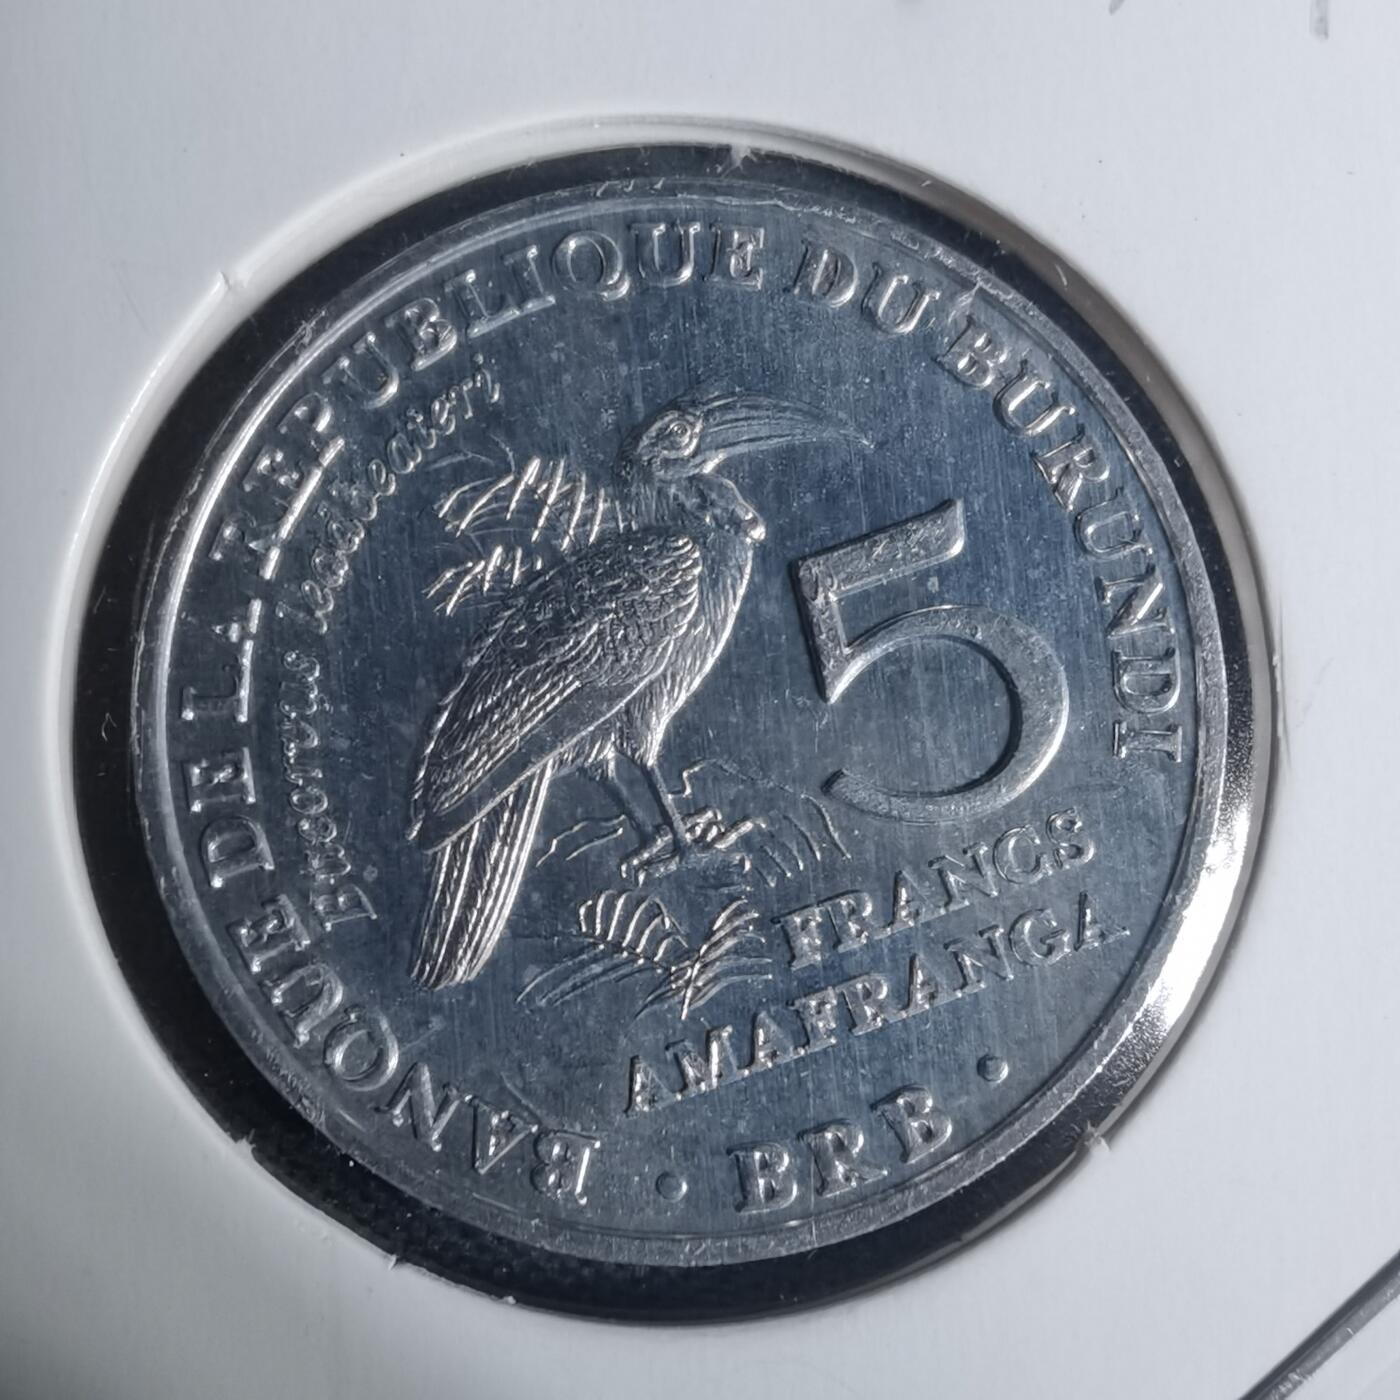 BANQUE DE LA REPUBLIQUE DU BURUNDI
Bucorvus leadbeateri
5
FRANCS
AMAFRANGA
• BRB •